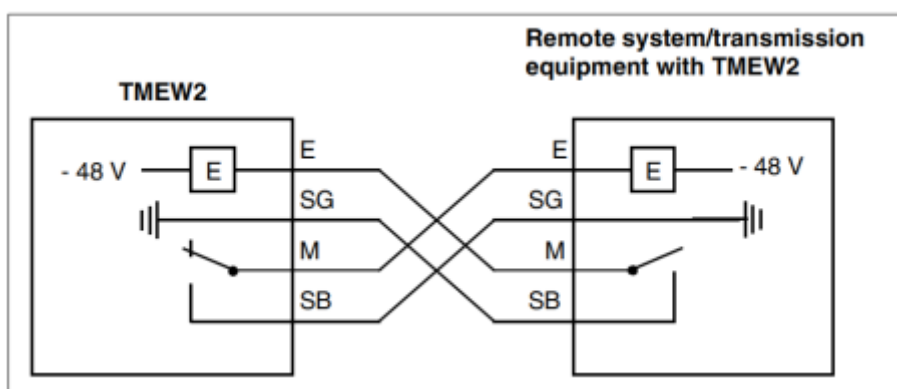 Remote system/transmission
equipment with TMEW2
TMEW2
- 48 V
E
E
SG
M
SB
E
SG
M
SB
E
- 48 V